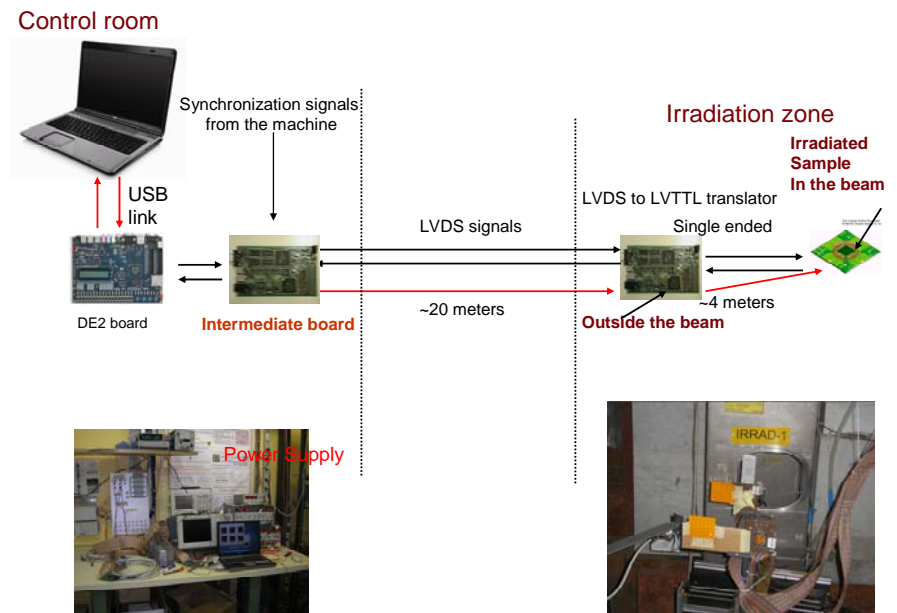 Control room
Synchronization signals
from the machine
USB
link
DE2 board
Intermediate board
LVDS signals
~20 meters
Irradiation zone
Irradiated
Sample
In the beam
LVDS to LVTTL translator
Single ended
~4 meters
Outside the beam
Power Supply
IRRAD-1